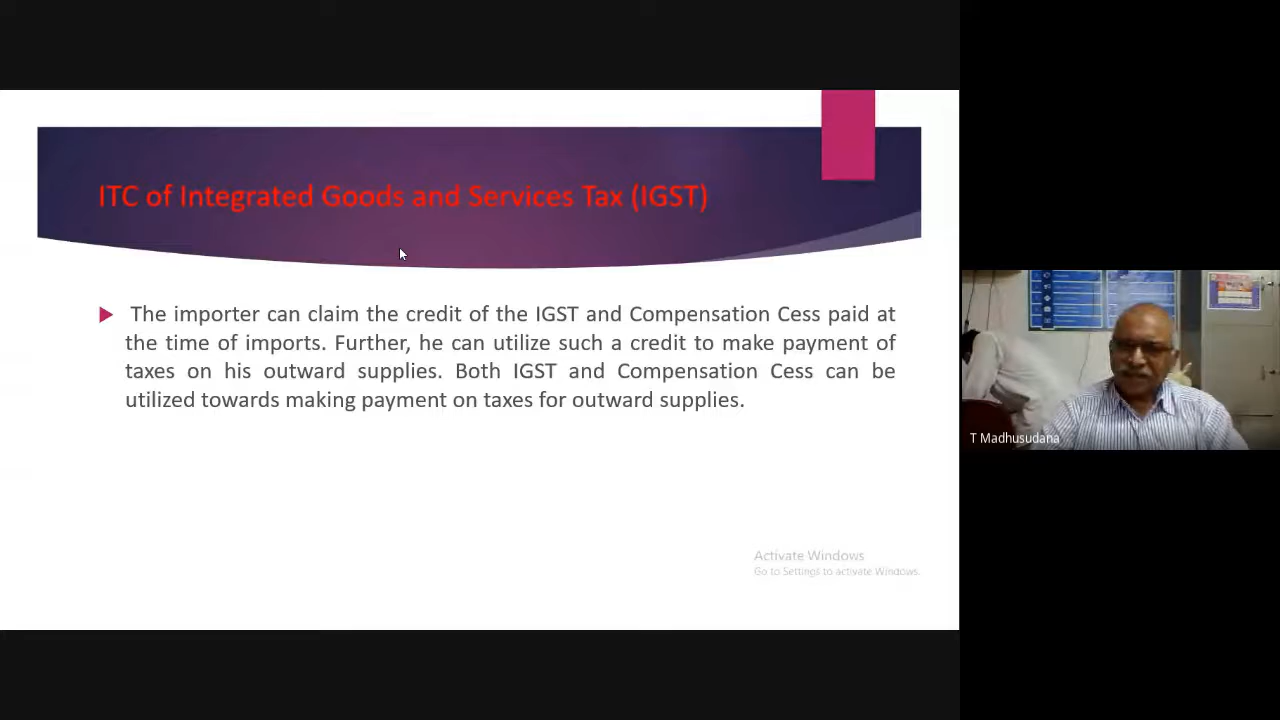 ITC of Integrated Goods and Services Tax (IGST)
The importer can claim the credit of the IGST and Compensation Cess paid at
the time of imports. Further, he can utilize such a credit to make payment of
taxes on his outward supplies. Both IGST and Compensation Cess can be
utilized towards making payment on taxes for outward supplies.
Activate Windows
Go to Settings to activate Windows.
T Madhusudana